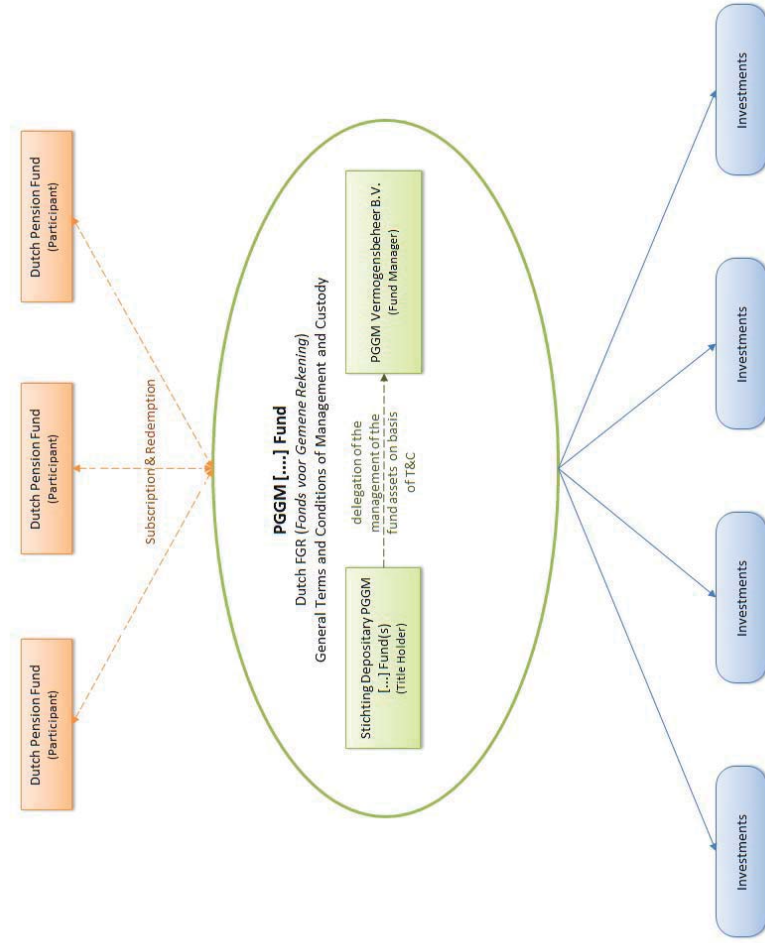 Dutch Pension Fund
(Participant)
Dutch Pension Fund
(Participant)
Dutch Pension Fund
(Participant)
Subscription & Redemption
PGGM [....] Fund
Dutch FGR (Fonds voor Gemene Rekening)
General Terms and Conditions of Management and Custody
Stichting Depositary PGGM
[...] Fund(s)
(Title Holder)
delegation of the
management of the
fund assets on basis
of T&C
PGGM Vermogensbeheer B.V.
(Fund Manager)
Investments
Investments
Investments
Investments